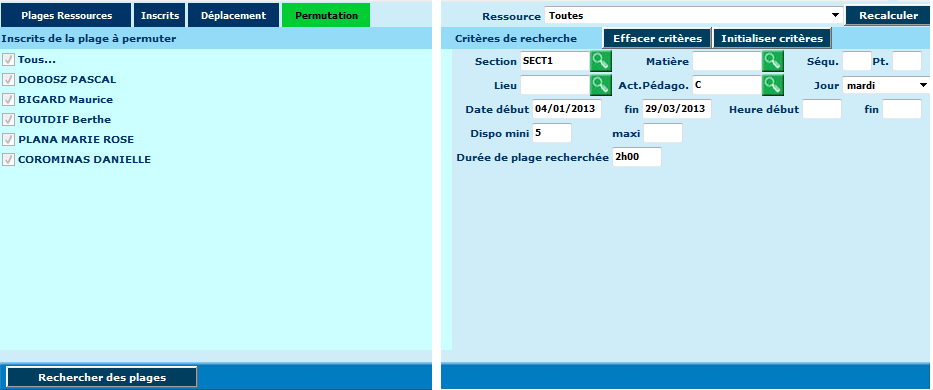 Plages Ressources Inscrits Déplacement Permutation
Inscrits de la plage à permuter
Tous...
DOBOSZ PASCAL
BIGARD Maurice
TOUTDIF Berthe
PLANA MARIE ROSE
COROMINAS DANIELLE
Rechercher des plages
Ressource Toutes Recalculer
Critères de recherche Effacer critères Initialiser critères
Section SECT1 Matière Séqu. Pt.
Lieu Act.Pédago. C Jour mardi
Date début 04/01/2013 fin 29/03/2013 Heure début fin
Dispo mini 5 maxi
Durée de plage recherchée 2h00